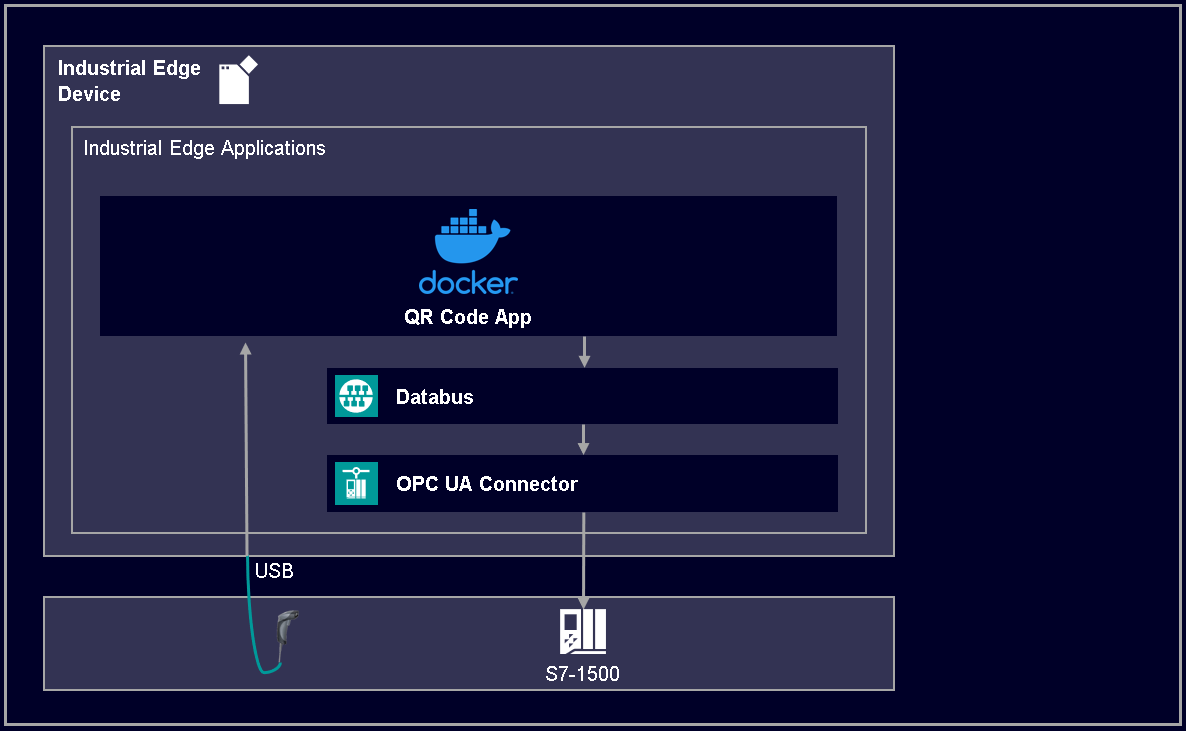 Industrial Edge
Device
Industrial Edge Applications
docker
QR Code App
Databus
OPC UA Connector
USB
S7-1500